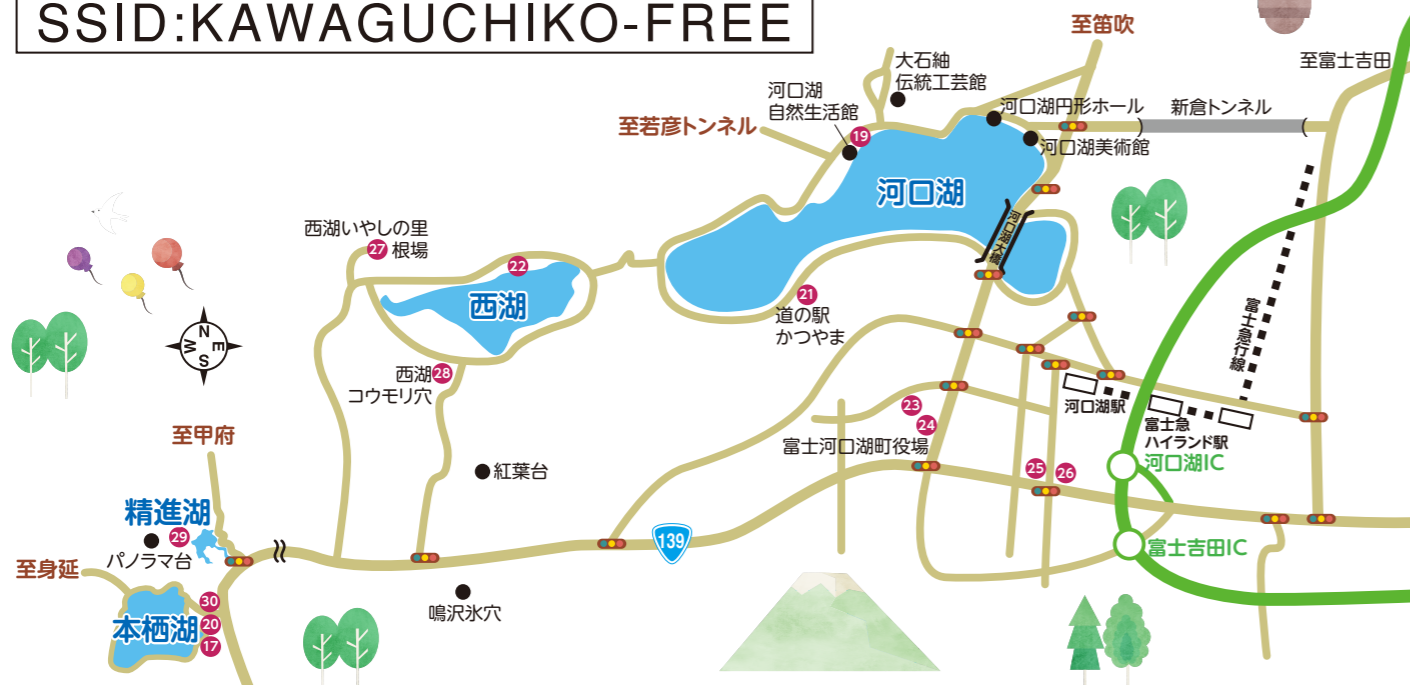 SSID:KAWAGUCHIKO-FREE
至笛吹
至富士吉田
大石紬
伝統工芸館
河口湖
自然生活館
19
至若彦トンネル
河口湖円形ホール
新倉トンネル
河口湖美術館
河口湖
河口湖大橋
西湖いやしの里
27 根場
22
西湖
21
道の駅
かつやま
富士急行線
N
E
S
W
西湖 28
コウモリ穴
河口湖駅
富士急
ハイランド駅
23
24
富士河口湖町役場
河口湖IC
25
26
至甲府
紅葉台
精進湖
29
パノラマ台
139
富士吉田IC
至身延
鳴沢氷穴
本栖湖
30
20
17